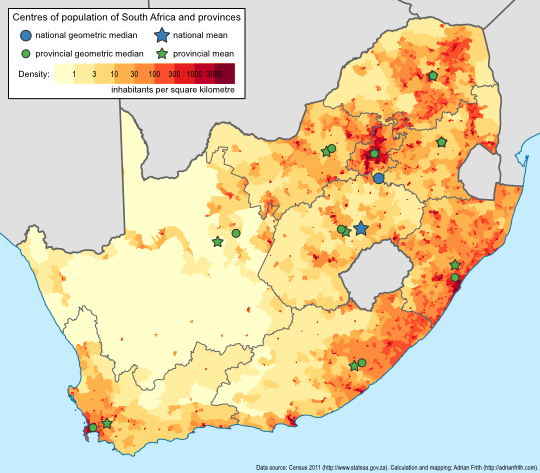 Centres of population of South Africa and provinces
national geometric median national mean
provincial geometric median provincial mean
Density: 1 3 10 30 100 300 1000 3000
inhabitants per square kilometre
Data source: Census 2011 (http://www.statssa.gov.za). Calculation and mapping: Adrian Frith (http://adrianfrith.com).